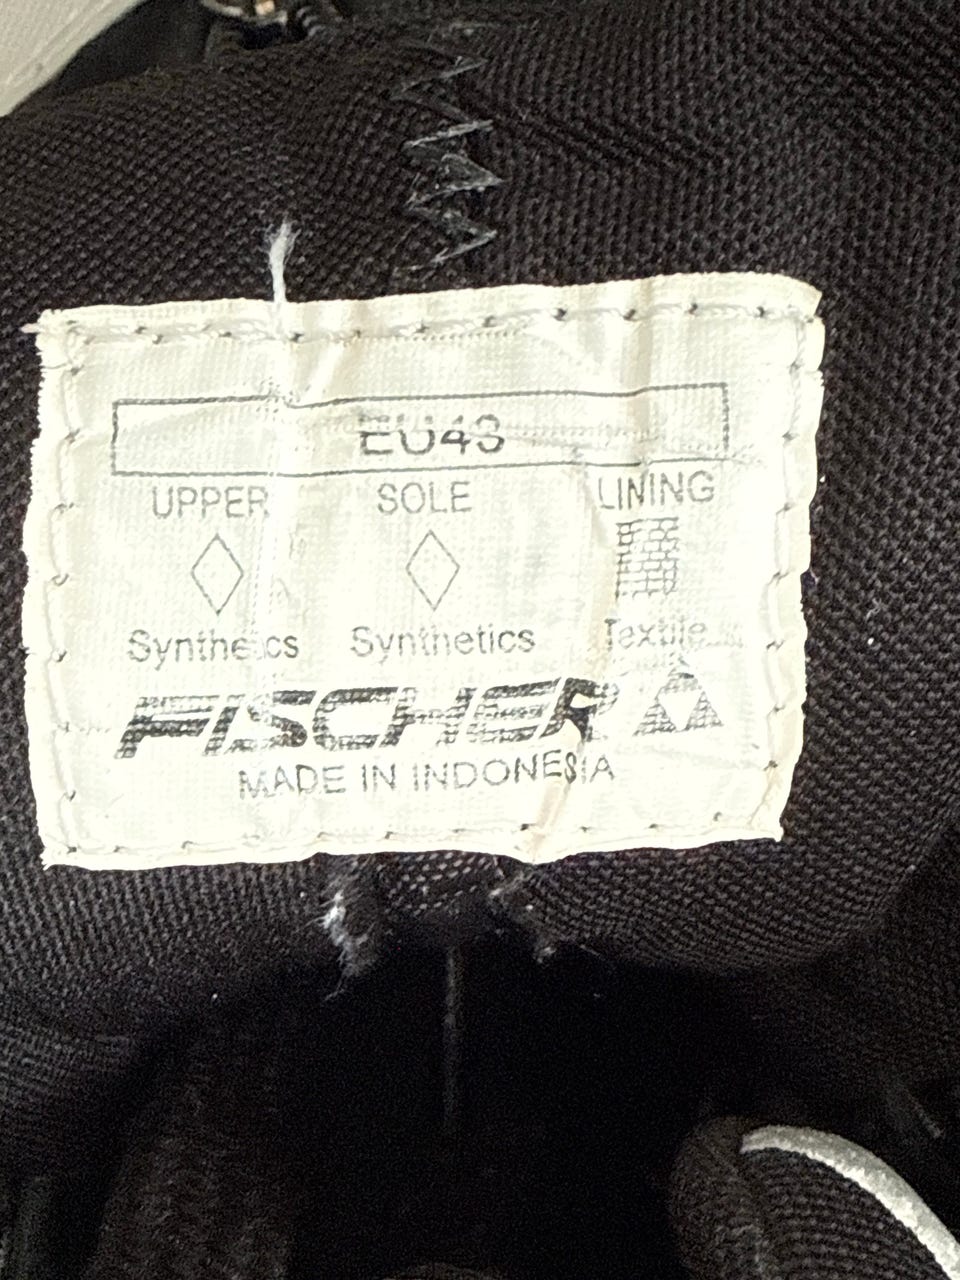 EU43
UPPER SOLE LINING
Synthetics Synthetics Textile
FISCHER
MADE IN INDONESIA